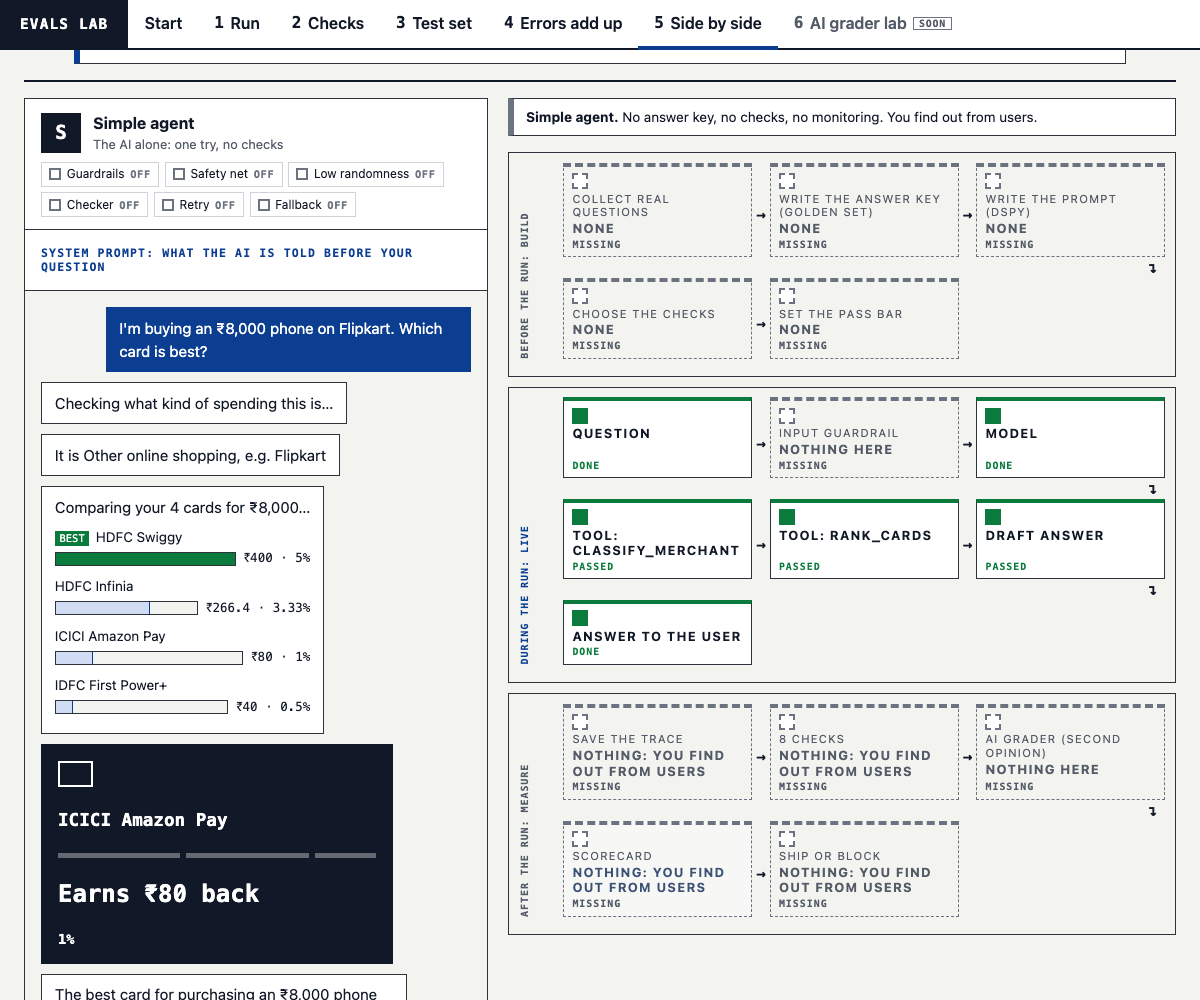 EVALS LAB
Start
1 Run
2 Checks
3 Test set
4 Errors add up
5 Side by side
6 AI grader lab SOON
S
Simple agent
The AI alone: one try, no checks
Guardrails OFF
Safety net OFF
Low randomness OFF
Checker OFF
Retry OFF
Fallback OFF
SYSTEM PROMPT: WHAT THE AI IS TOLD BEFORE YOUR
QUESTION
I'm buying an ₹8,000 phone on Flipkart. Which
card is best?
Checking what kind of spending this is...
It is Other online shopping, e.g. Flipkart
Comparing your 4 cards for ₹8,000...
BEST HDFC Swiggy
₹400 · 5%
HDFC Infinia
₹266.4 · 3.33%
ICICI Amazon Pay
₹80 · 1%
IDFC First Power+
₹40 · 0.5%
ICICI Amazon Pay
Earns ₹80 back
1%
The best card for purchasing an ₹8,000 phone
Simple agent. No answer key, no checks, no monitoring. You find out from users.
BEFORE THE RUN: BUILD
COLLECT REAL
QUESTIONS
NONE
MISSING
→
WRITE THE ANSWER KEY
(GOLDEN SET)
NONE
MISSING
→
WRITE THE PROMPT
(DSPY)
NONE
MISSING
↴
CHOOSE THE CHECKS
NONE
MISSING
→
SET THE PASS BAR
NONE
MISSING
DURING THE RUN: LIVE
QUESTION
DONE
→
INPUT GUARDRAIL
NOTHING HERE
MISSING
→
MODEL
DONE
↴
TOOL:
CLASSIFY_MERCHANT
PASSED
→
TOOL: RANK_CARDS
PASSED
→
DRAFT ANSWER
PASSED
↴
ANSWER TO THE USER
DONE
AFTER THE RUN: MEASURE
SAVE THE TRACE
NOTHING: YOU FIND
OUT FROM USERS
MISSING
→
8 CHECKS
NOTHING: YOU FIND
OUT FROM USERS
MISSING
→
AI GRADER (SECOND
OPINION)
NOTHING HERE
MISSING
↴
SCORECARD
NOTHING: YOU FIND
OUT FROM USERS
MISSING
→
SHIP OR BLOCK
NOTHING: YOU FIND
OUT FROM USERS
MISSING